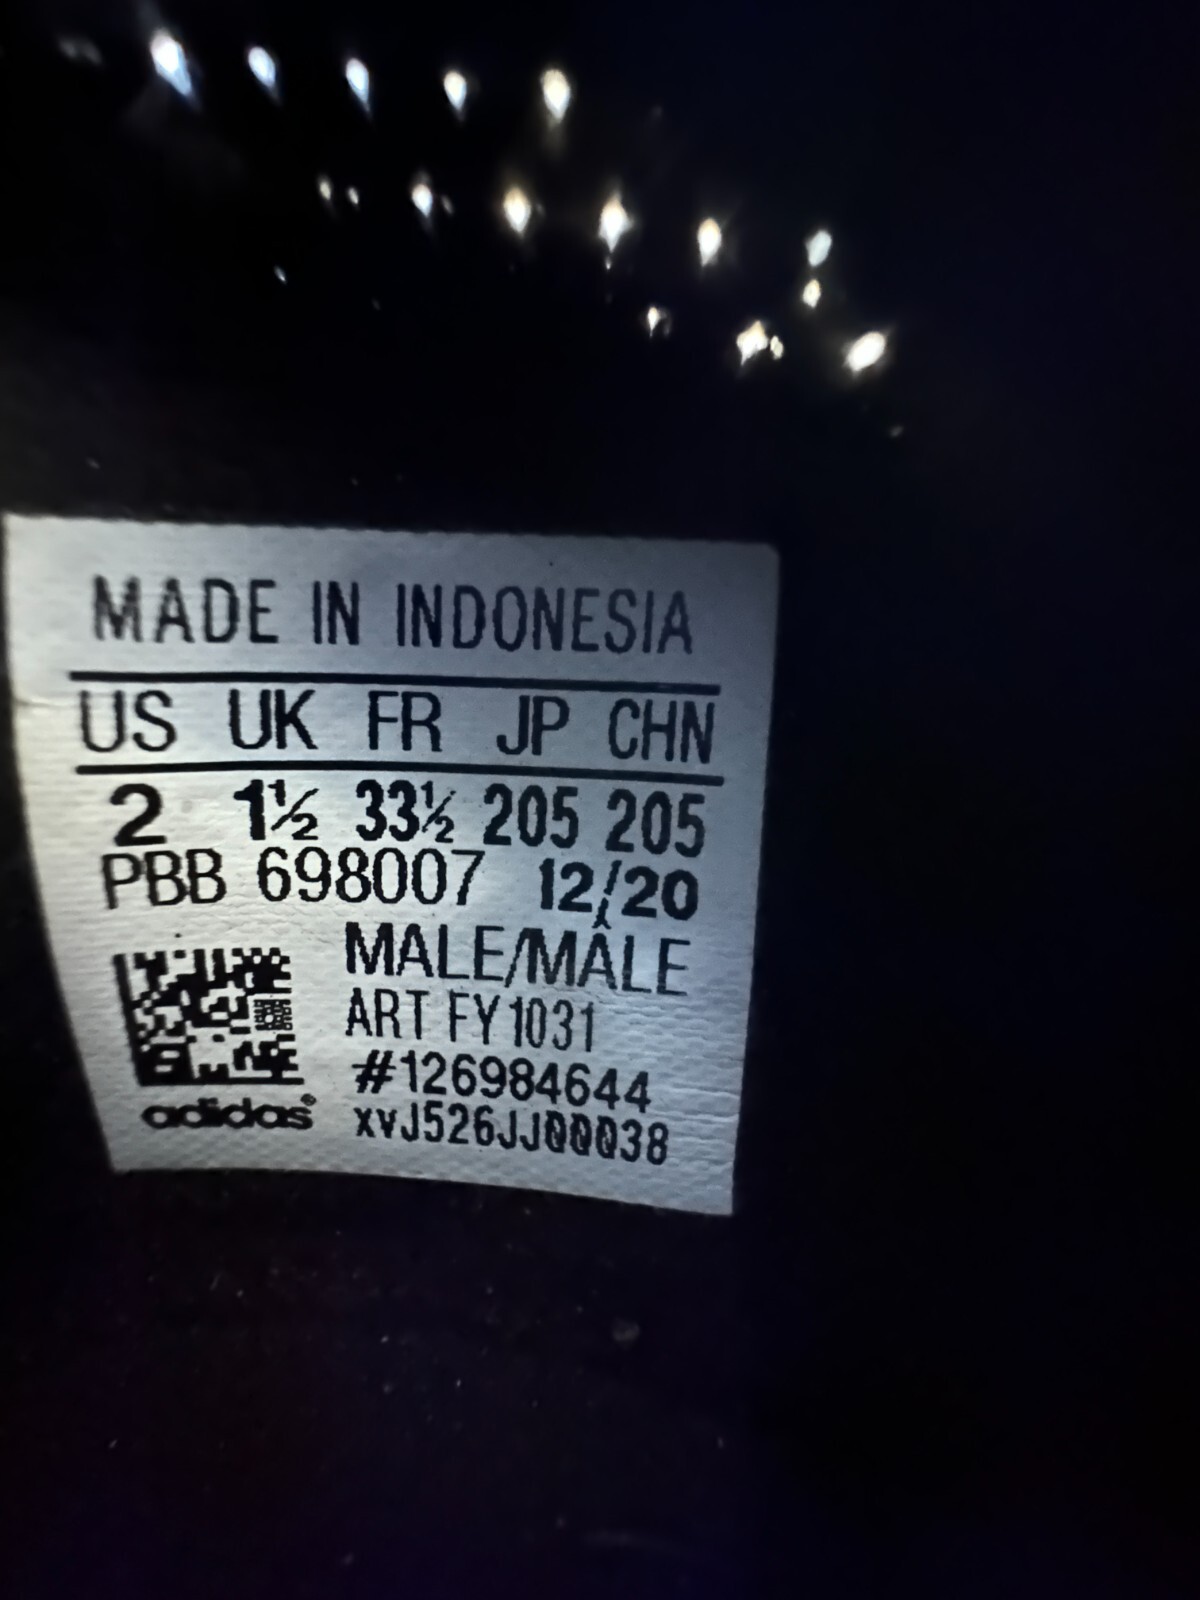 MADE IN INDONESIA
US UK FR JP CHN
2 1½ 33½ 205 205
PBB 698007 12/20
MALE/MÂLE
ART FY1031
#126984644
adidas® xvJ526JJ00038